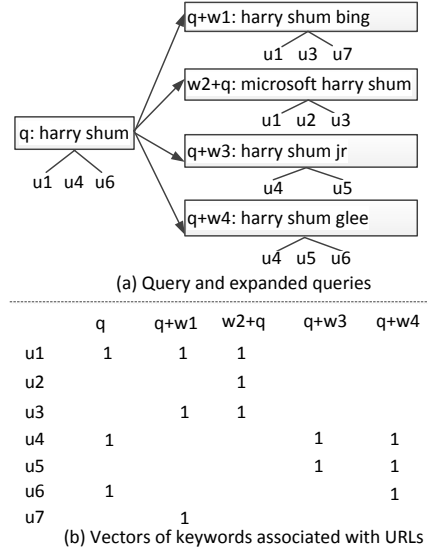 q+w1: harry shum bing
u1 u3 u7
w2+q: microsoft harry shum
u1 u2 u3
q: harry shum
q+w3: harry shum jr
u1 u4 u6
u4 u5
q+w4: harry shum glee
u4 u5 u6
(a) Query and expanded queries
q q+w1 w2+q q+w3 q+w4
u1 1 1 1
u2 1
u3 1 1
u4 1 1 1
u5 1 1
u6 1 1
u7 1
(b) Vectors of keywords associated with URLs